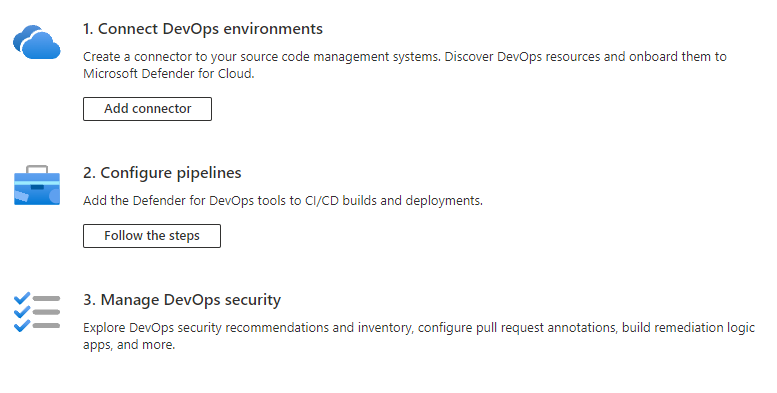 1. Connect DevOps environments
Create a connector to your source code management systems. Discover DevOps resources and onboard them to
Microsoft Defender for Cloud.
Add connector
2. Configure pipelines
Add the Defender for DevOps tools to CI/CD builds and deployments.
Follow the steps
3. Manage DevOps security
Explore DevOps security recommendations and inventory, configure pull request annotations, build remediation logic
apps, and more.